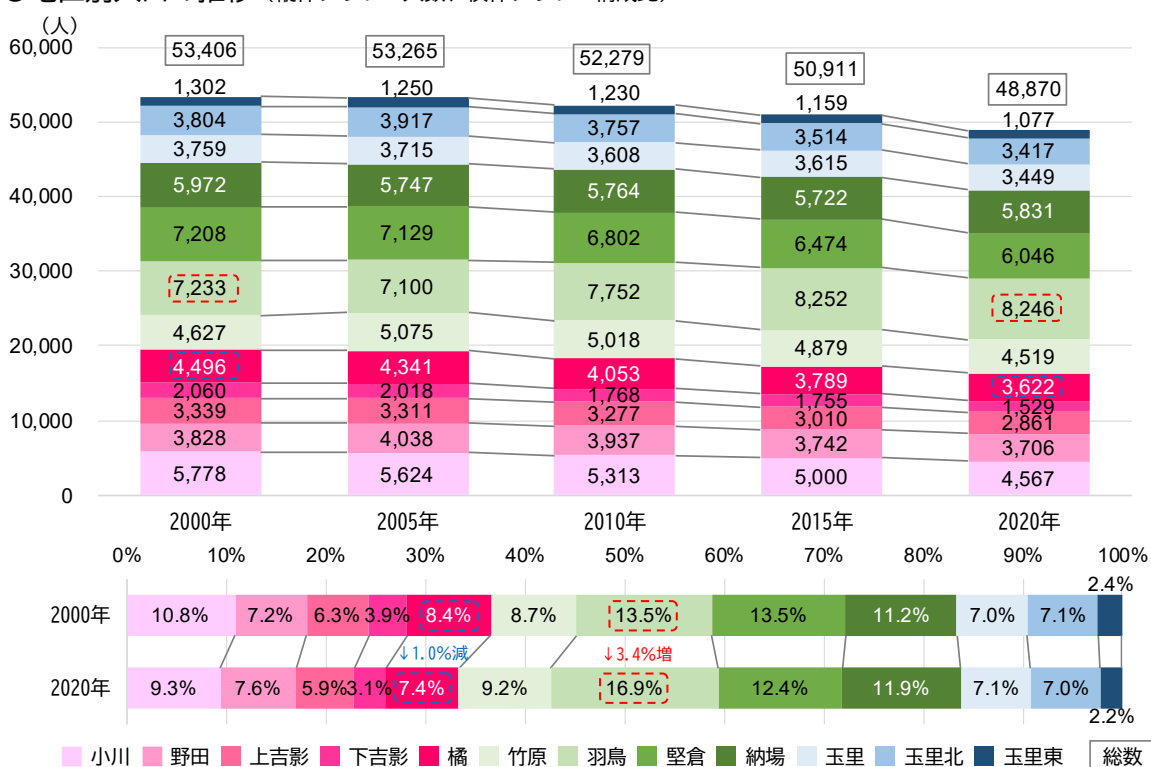 (人)
60,000
53,406 53,265 52,279 50,911 48,870
1,302 1,250 1,230 1,159 1,077
50,000
3,804 3,917 3,757 3,514 3,417
3,759 3,715 3,608 3,615 3,449
5,972 5,747 5,764 5,722 5,831
40,000
7,208 7,129 6,802 6,474 6,046
30,000
7,233 7,100 7,752 8,252 8,246
4,627 5,075 5,018 4,879 4,519
20,000
4,496 4,341 4,053 3,789 3,622
2,060 2,018 1,768 1,755 1,529
3,339 3,311 3,277 3,010 2,861
10,000
3,828 4,038 3,937 3,742 3,706
5,778 5,624 5,313 5,000 4,567
0
2000年 2005年 2010年 2015年 2020年
0% 10% 20% 30% 40% 50% 60% 70% 80% 90% 100%
2.4%
2000年 10.8% 7.2% 6.3% 3.9% 8.4% 8.7% 13.5% 13.5% 11.2% 7.0% 7.1%
↓1.0%減 ↓3.4%増
2020年 9.3% 7.6% 5.9% 3.1% 7.4% 9.2% 16.9% 12.4% 11.9% 7.1% 7.0%
2.2%
小川 野田 上吉影 下吉影 橘 竹原 羽鳥 堅倉 納場 玉里 玉里北 玉里東 総数